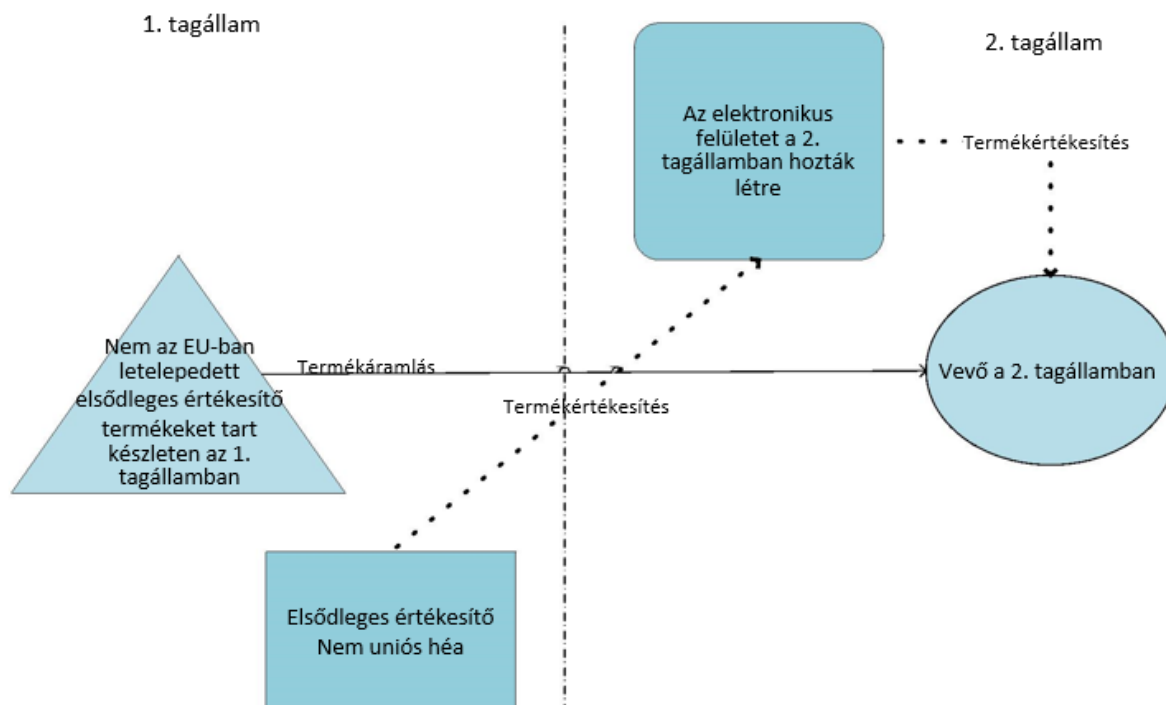 1. tagállam
2. tagállam
Az elektronikus
felületet a 2.
tagállamban hozták
létre
Termékértékesítés
Nem az EU-ban
letelepedett
elsődleges értékesítő
termékeket tart
készleten az 1.
tagállamban
Termékáramlás
Vevő a 2. tagállamban
Termékértékesítés
Elsődleges értékesítő
Nem uniós héa